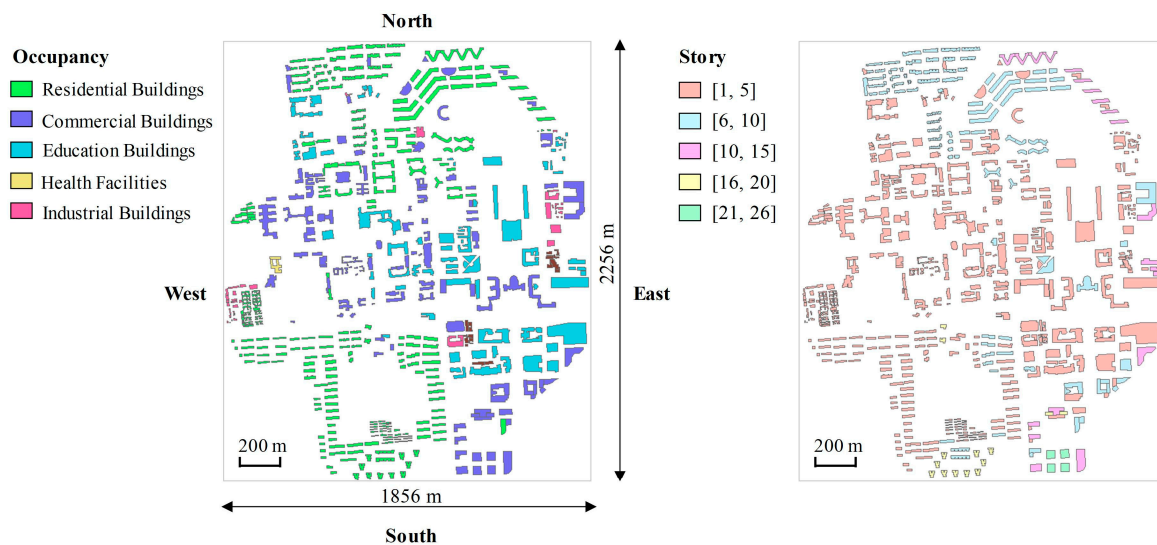 North
Occupancy
Residential Buildings
Commercial Buildings
Education Buildings
Health Facilities
Industrial Buildings
West
200 m
1856 m
South
2256 m
East
Story
[1, 5]
[6, 10]
[10, 15]
[16, 20]
[21, 26]
200 m